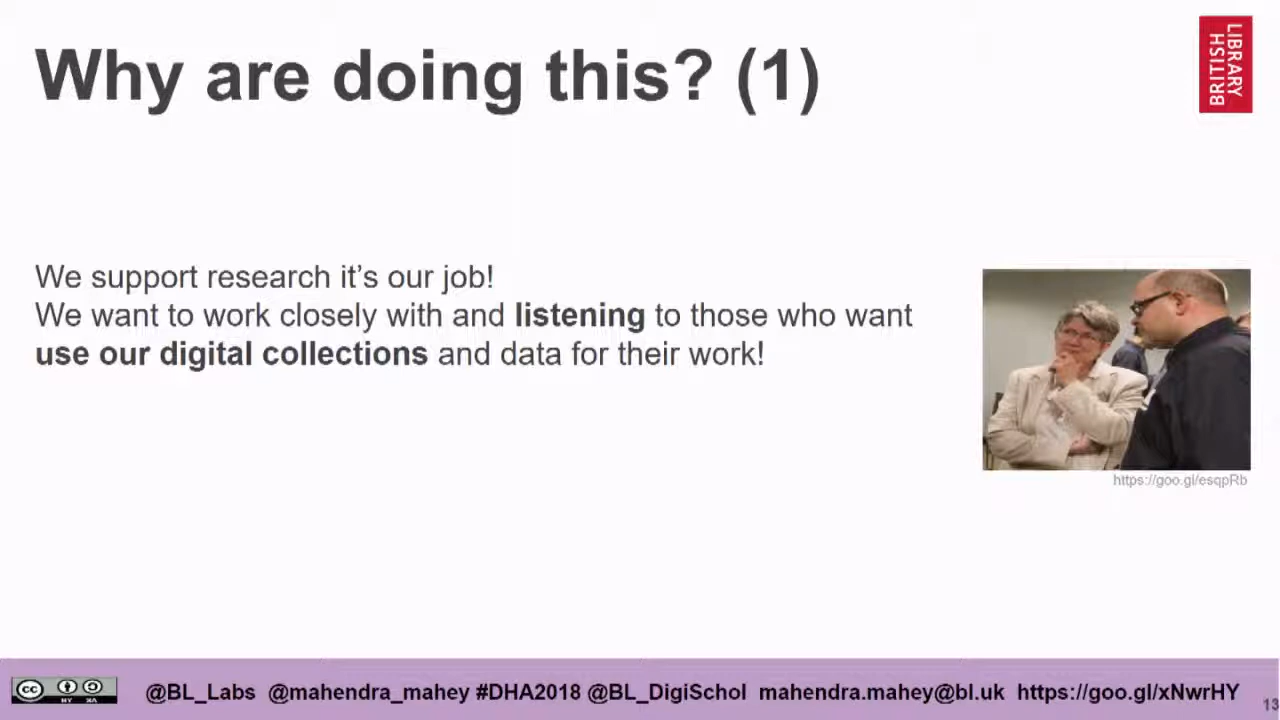 Why are doing this? (1)
LIBRARY
BRITISH
We support research it's our job!
We want to work closely with and listening to those who want
use our digital collections and data for their work!
https://goo.gl/esqpRb
cc
@BL_Labs @mahendra_mahey #DHA2018 @BL_DigiSchol mahendra.mahey@bl.uk https://goo.gl/xNwrHY
13